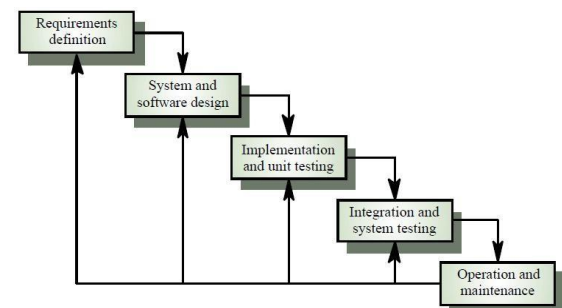 Requirements
definition
System and
software design
Implementation
and unit testing
Integration and
system testing
Operation and
maintenance